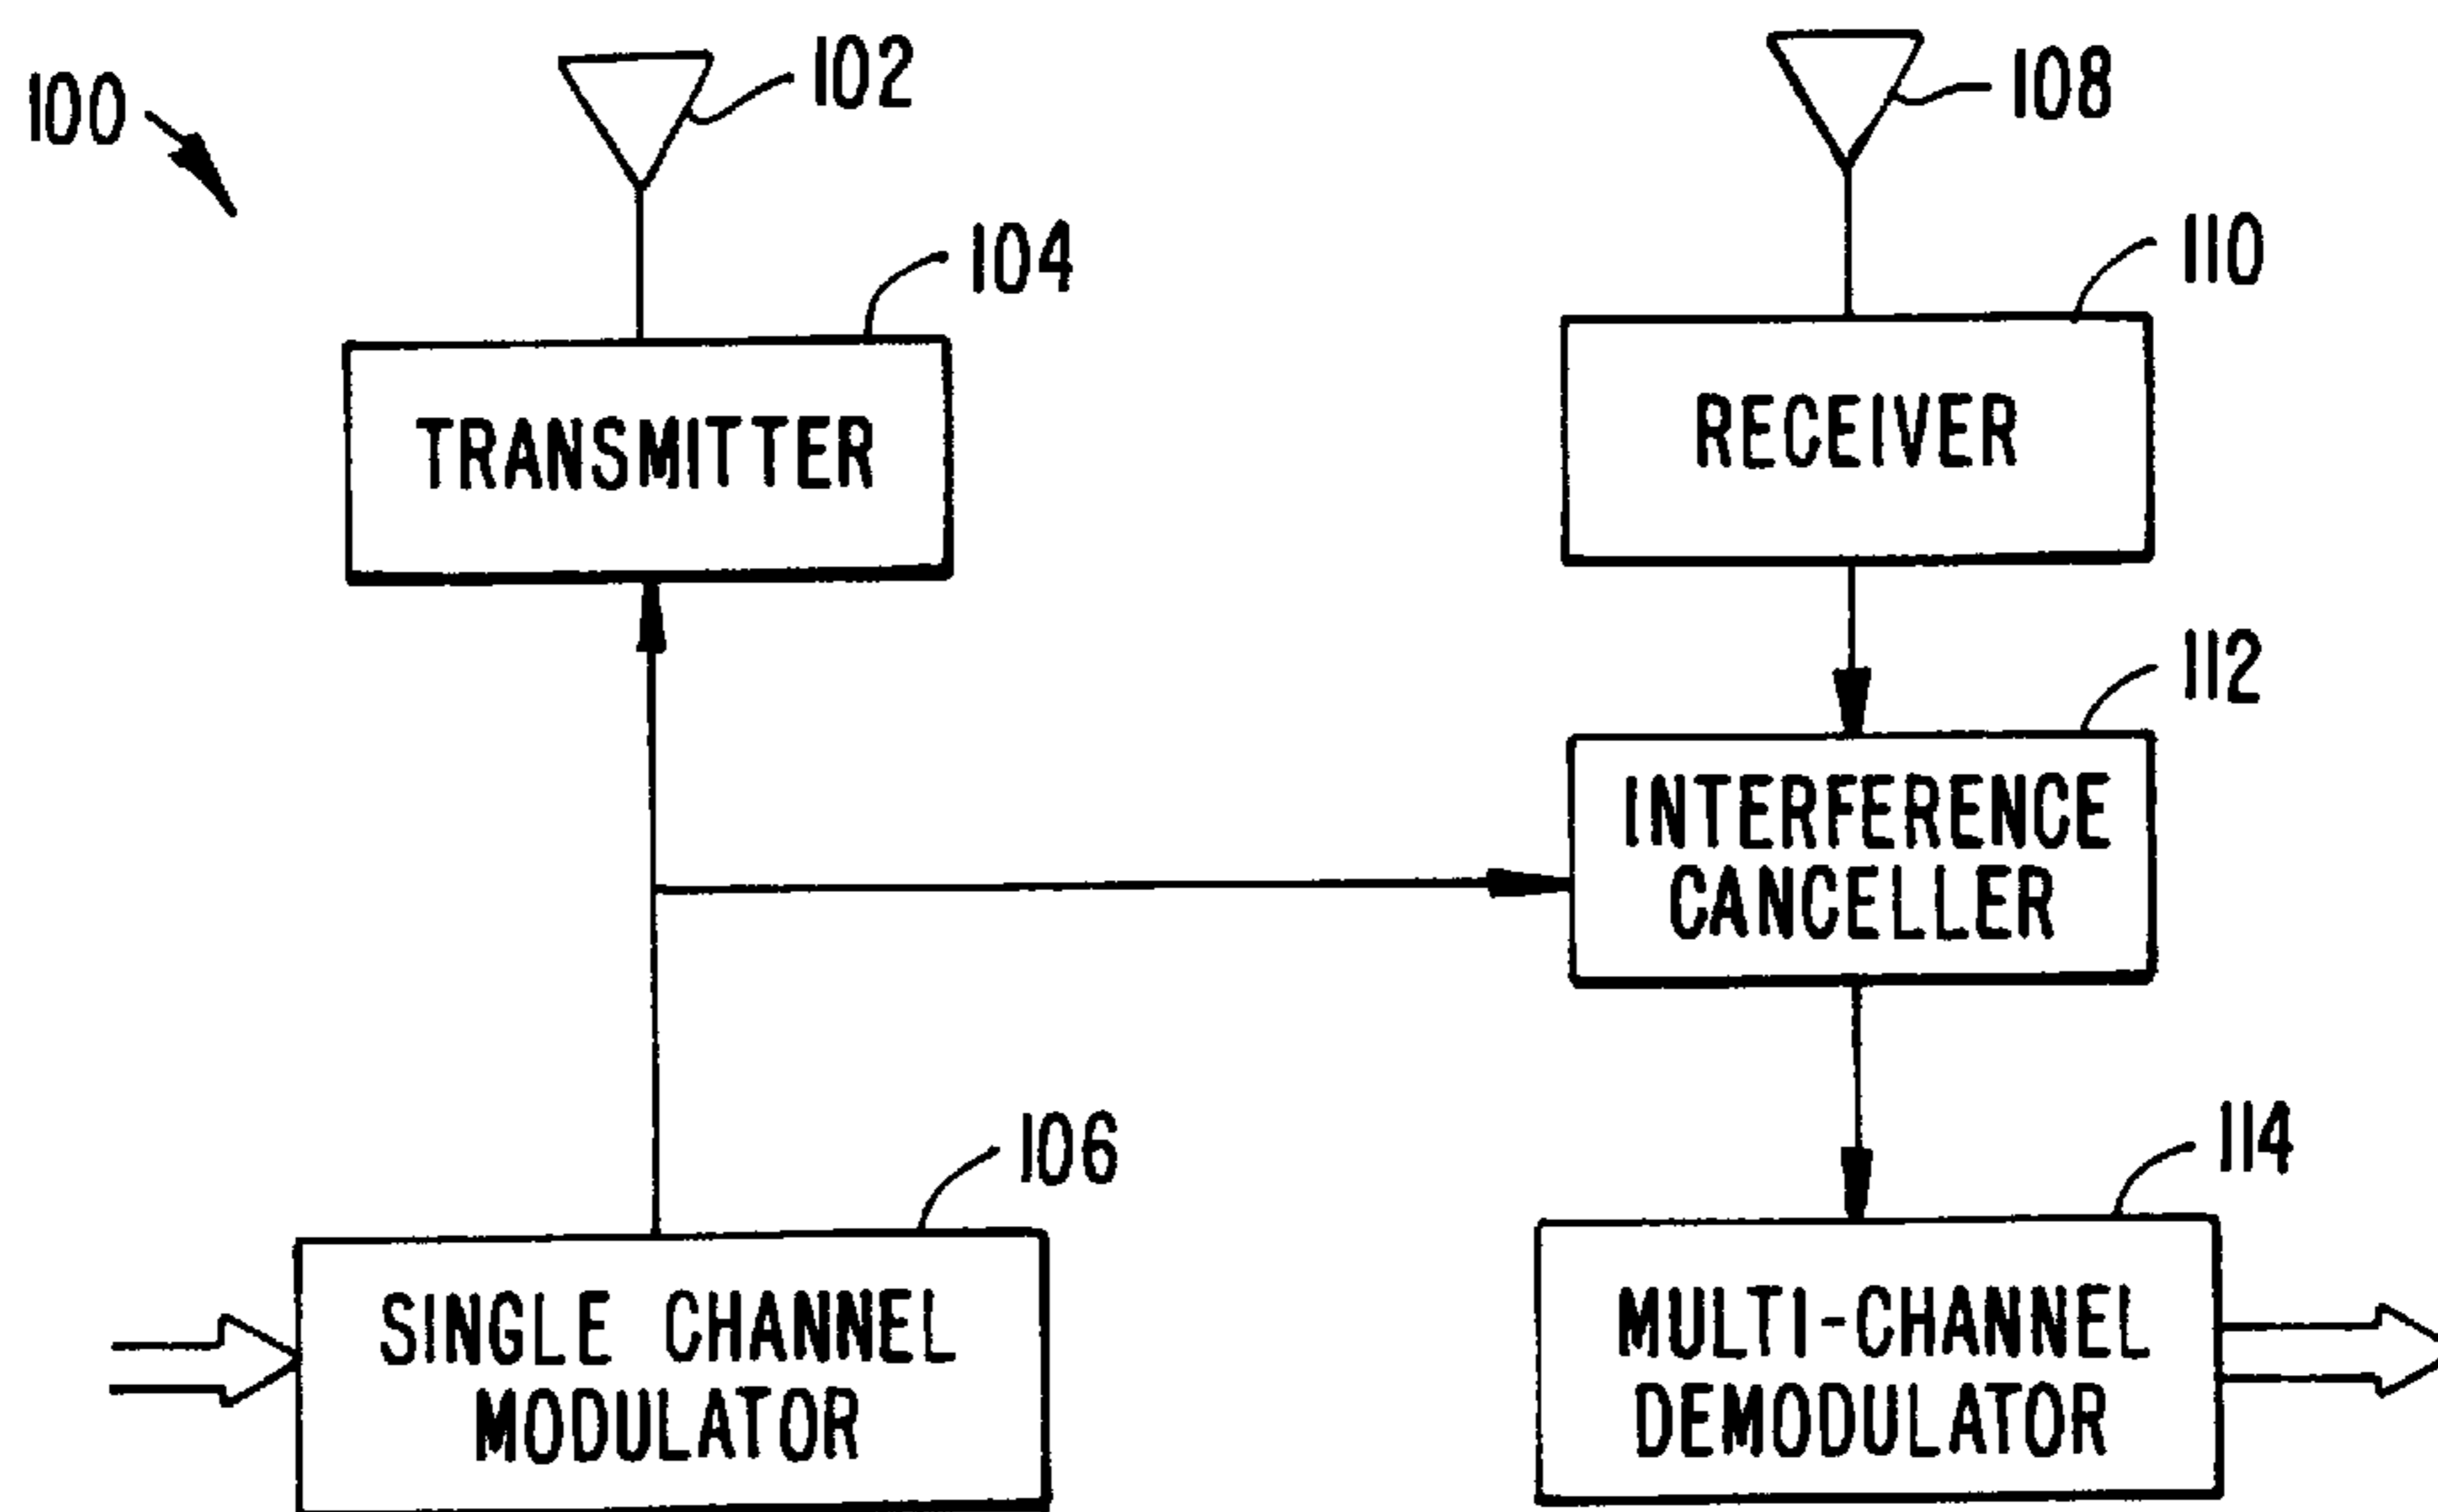 100
102
108
104
110
TRANSMITTER
RECEIVER
112
INTERFERENCE
CANCELLER
106
114
SINGLE CHANNEL
MODULATOR
MULTI-CHANNEL
DEMODULATOR